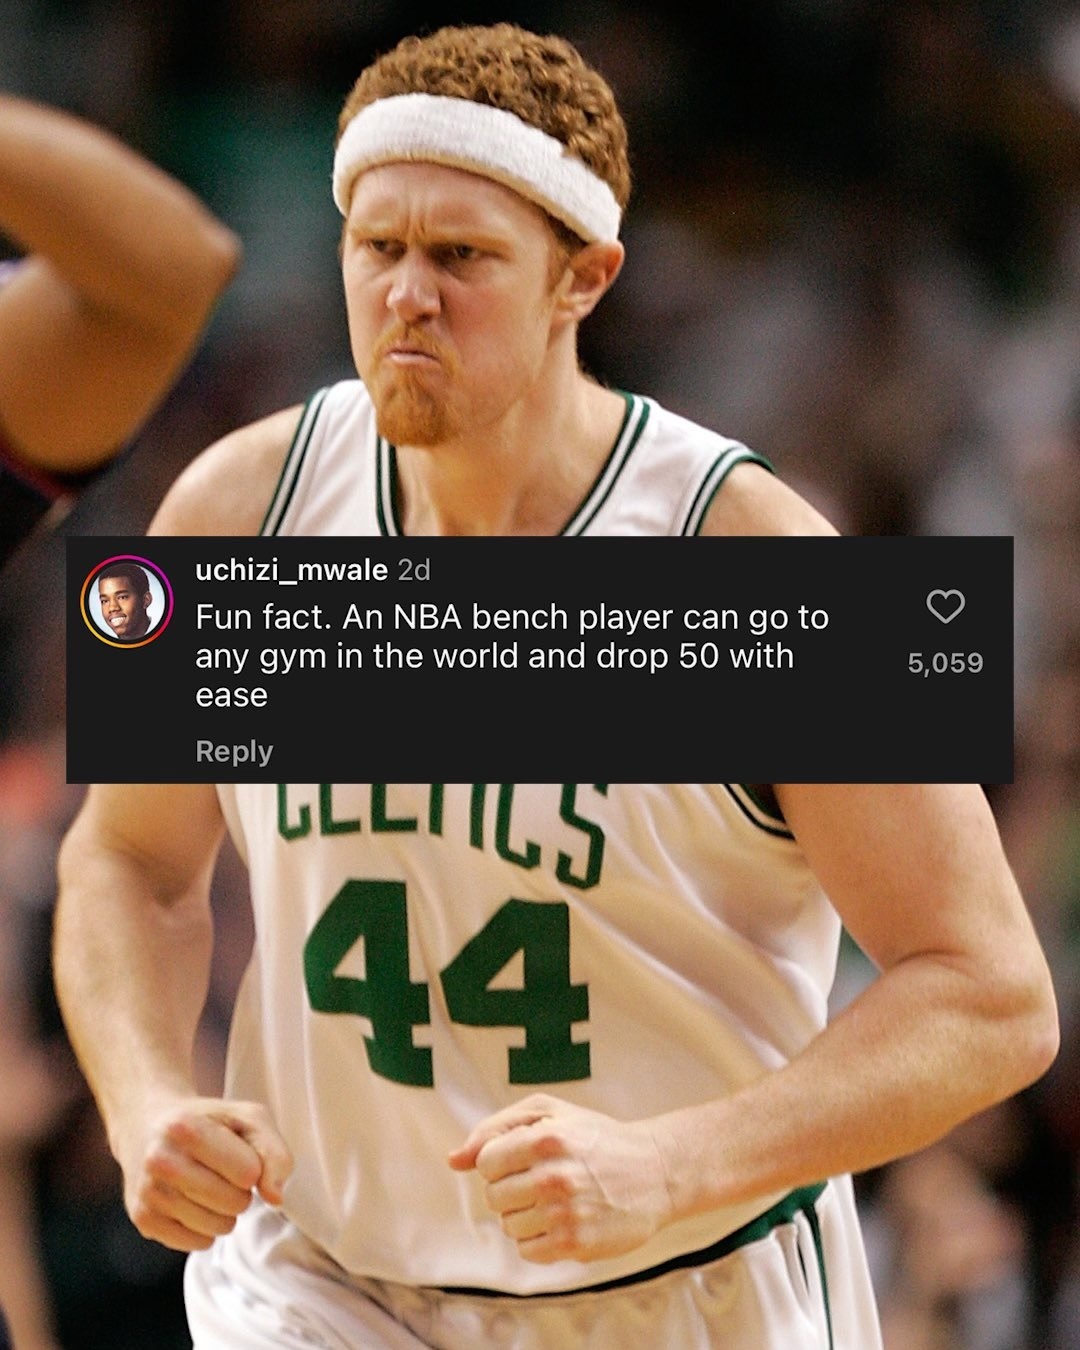 uchizi_mwale 2d
Fun fact. An NBA bench player can go to
any gym in the world and drop 50 with
ease
5,059
Reply
CELTICS
44